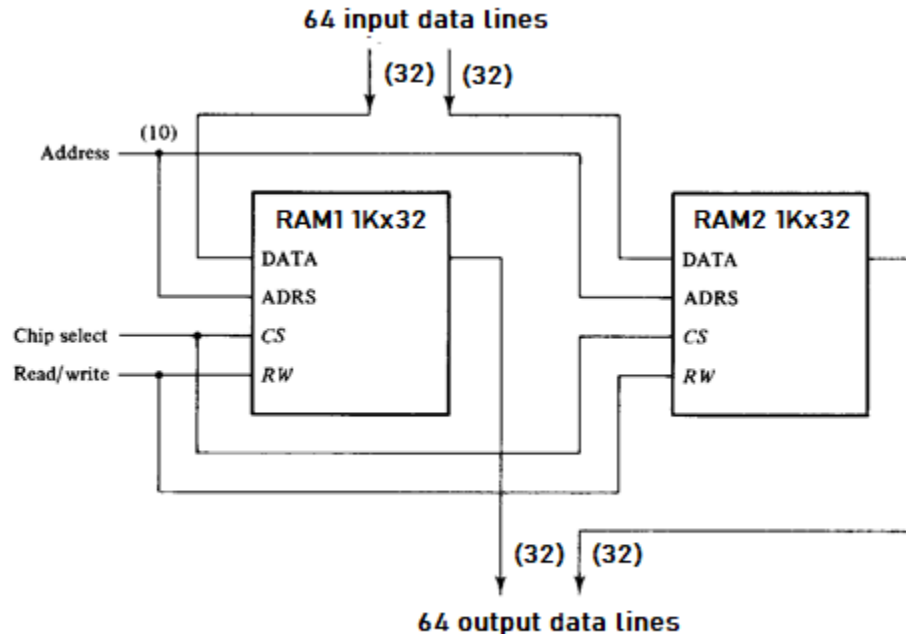 64 input data lines
(32) (32)
(10)
Address
RAM1 1Kx32
RAM2 1Kx32
DATA
DATA
ADRS
ADRS
Chip select
CS
CS
Read/write
RW
RW
(32) (32)
64 output data lines